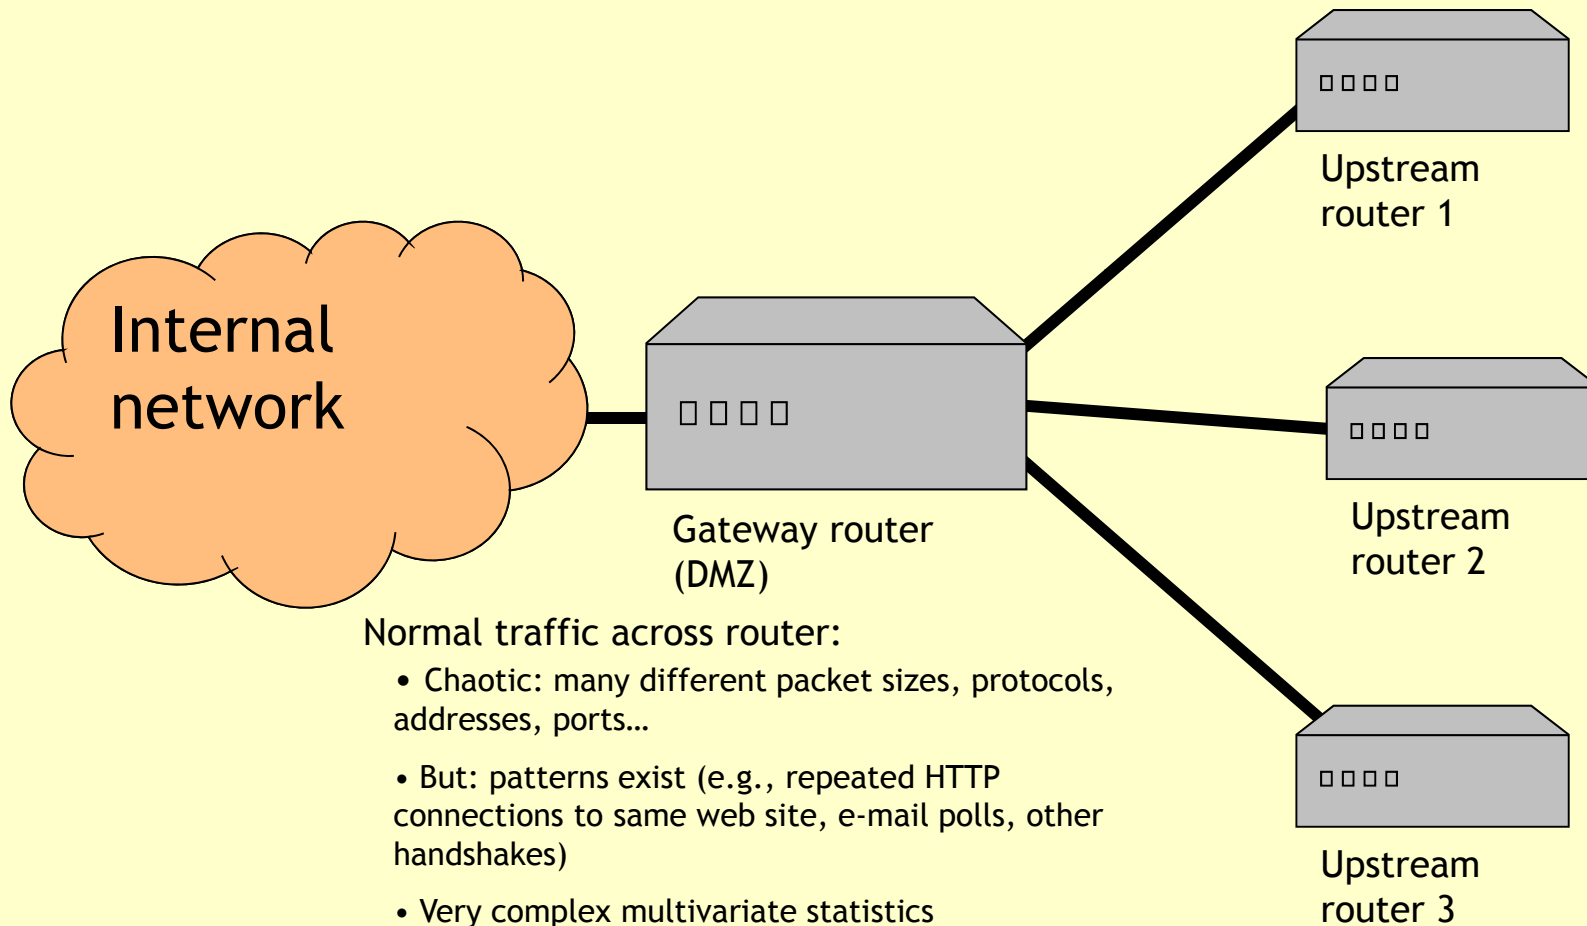 Upstream
router 1
Internal
network
Gateway router
(DMZ)
Upstream
router 2
Normal traffic across router:
• Chaotic: many different packet sizes, protocols,
addresses, ports…
• But: patterns exist (e.g., repeated HTTP
connections to same web site, e-mail polls, other
handshakes)
• Very complex multivariate statistics
Upstream
router 3